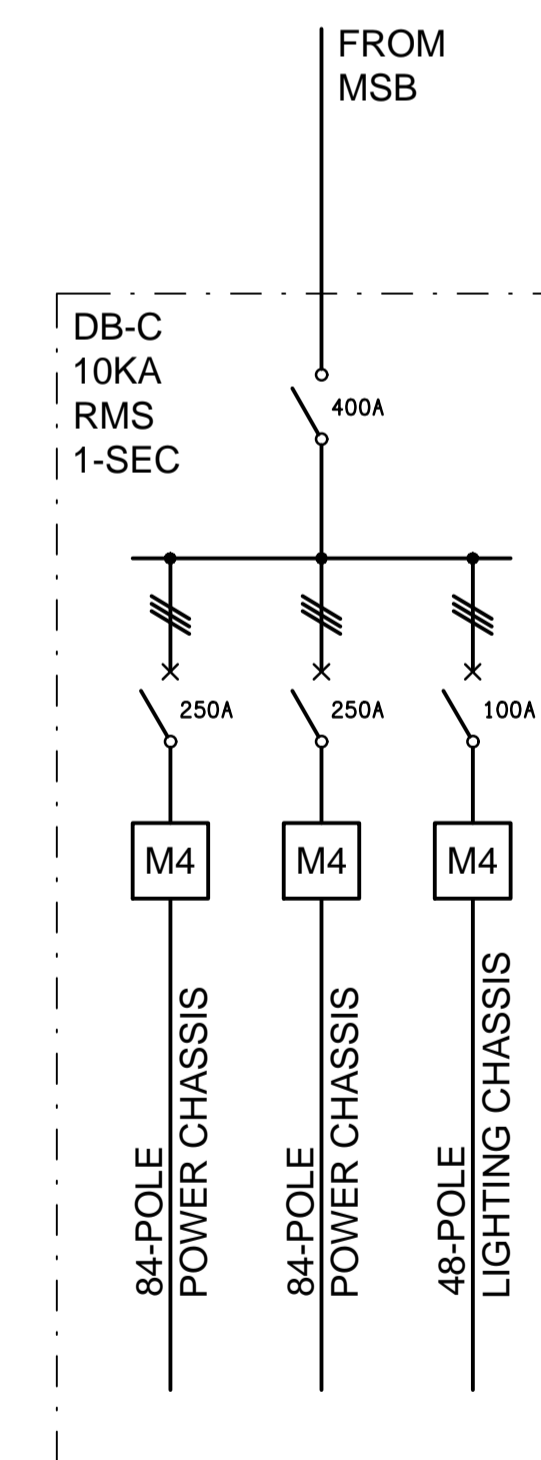 FROM
MSB
DB-C
10KA
RMS
1-SEC
400A
250A
250A
100A
M4
M4
M4
84-POLE
POWER CHASSIS
84-POLE
POWER CHASSIS
48-POLE
LIGHTING CHASSIS